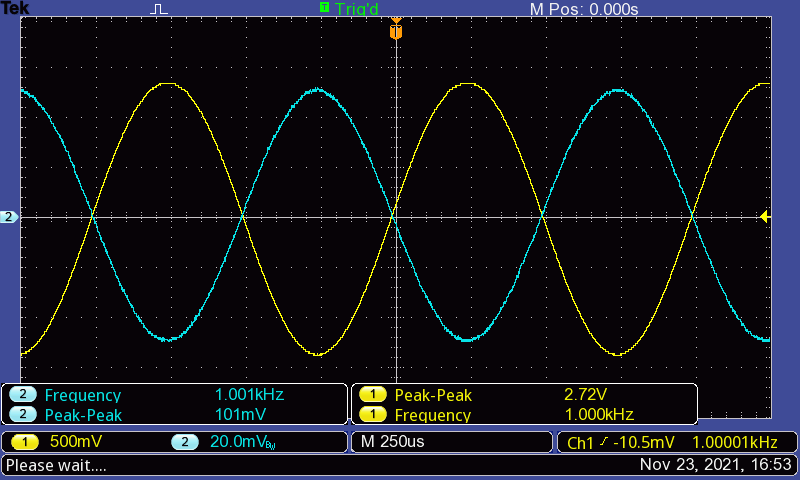 Tek T Trig'd M Pos: 0.000s
T
2
2 Frequency 1.001kHz 1 Peak-Peak 2.72V
2 Peak-Peak 101mV 1 Frequency 1.000kHz
1 500mV 2 20.0mVBW M 250us Ch1 -10.5mV 1.00001kHz
Please wait.... Nov 23, 2021, 16:53